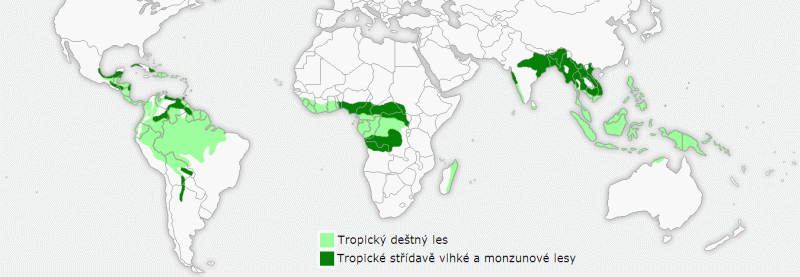 Tropický deštný les
Tropické střídavě vlhké a monzunové lesy